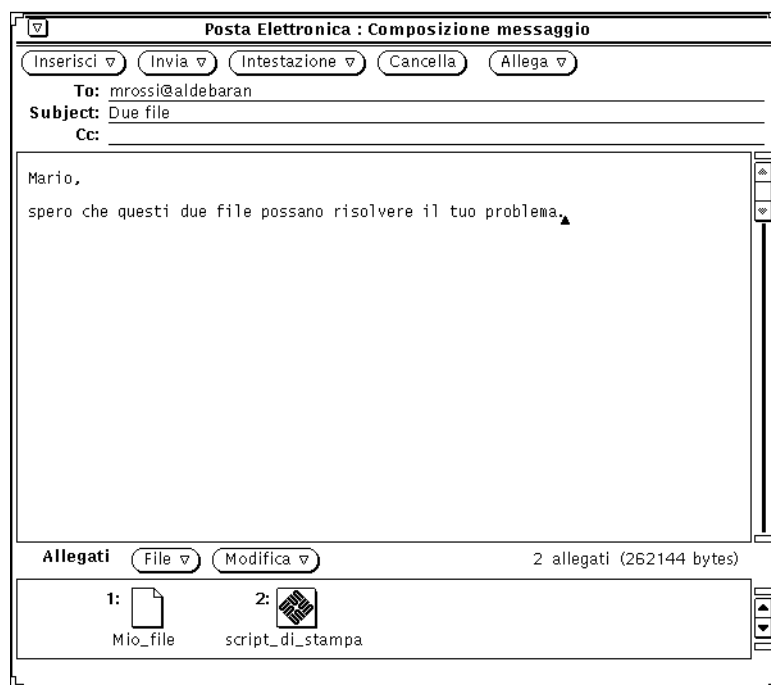 Posta Elettronica : Composizione messaggio
Inserisci Invia Intestazione Cancella Allega
To: mrossi@aldebaran
Subject: Due file
Cc:
Mario,
spero che questi due file possano risolvere il tuo problema.
Allegati File Modifica 2 allegati (262144 bytes)
1: 2:
Mio_file script_di_stampa